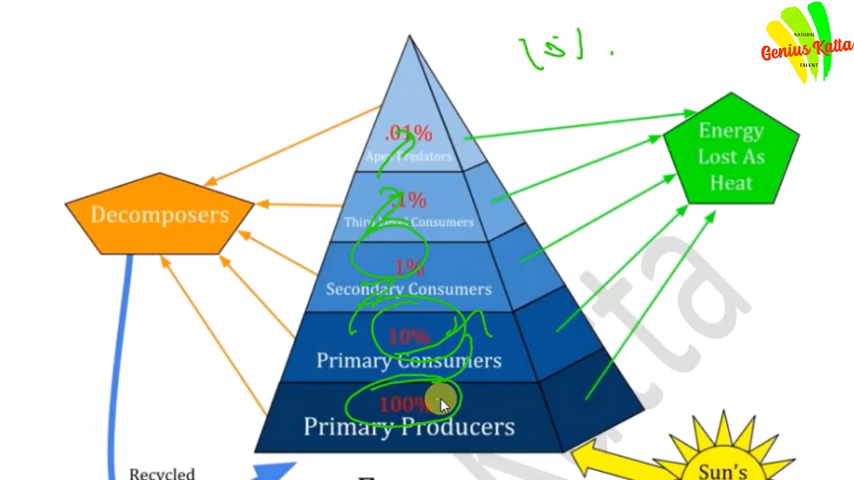 NATURAL
Genius Katta
TALENT
.01%
Apex Predators
Energy
Lost As
Heat
Decomposers
.1%
Third Level Consumers
1%
Secondary Consumers
10%
Primary Consumers
100%
Primary Producers
Sun's
Recycled